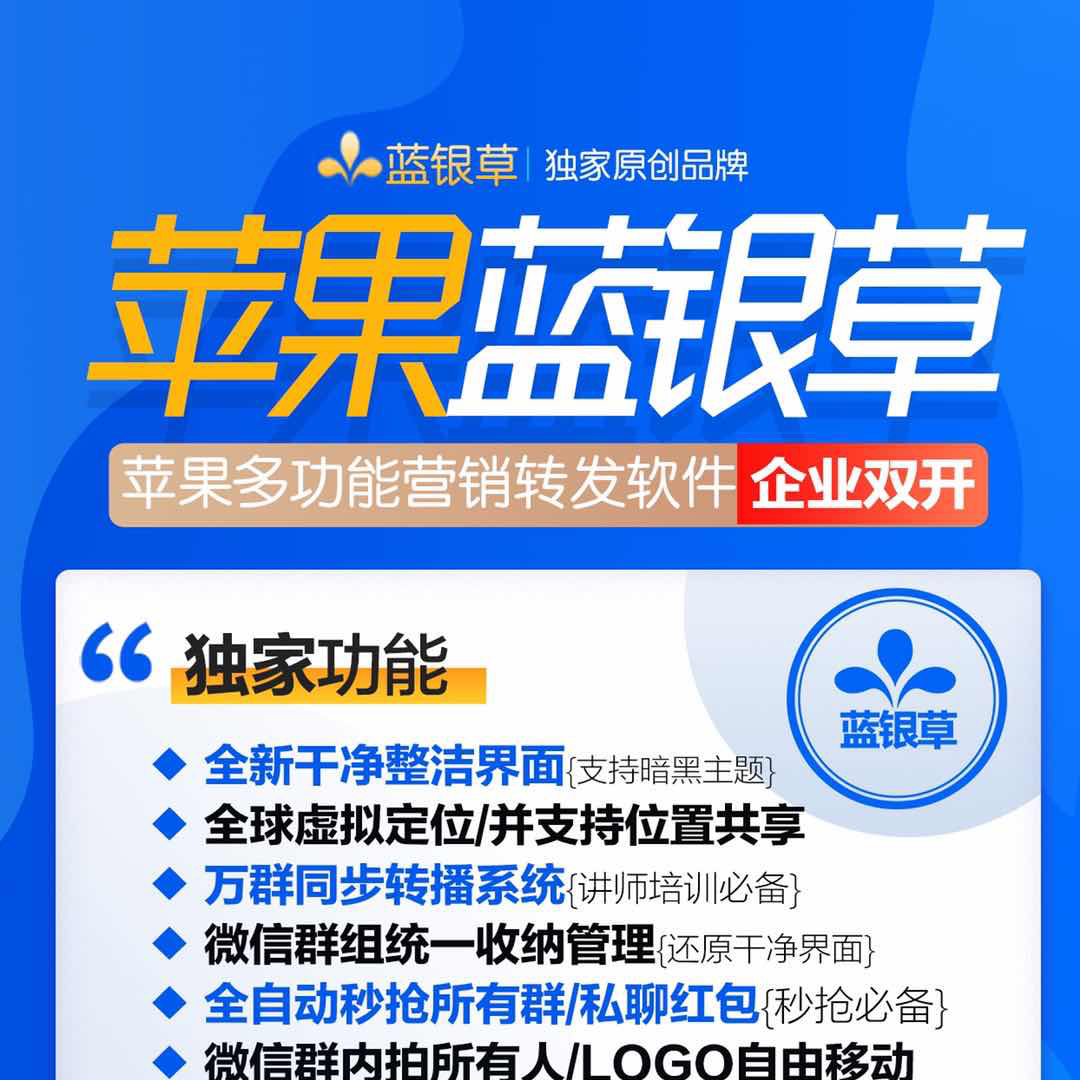 蓝银草 | 独家原创品牌
苹果蓝银草
苹果多功能营销转发软件 企业双开
“ 独家功能
蓝银草
◆ 全新干净整洁界面{支持暗黑主题}
◆ 全球虚拟定位/并支持位置共享
◆ 万群同步转播系统{讲师培训必备}
◆ 微信群组统一收纳管理{还原干净界面}
◆ 全自动秒抢所有群/私聊红包{秒抢必备}
◆ 微信群内拍所有人/LOGO自由移动